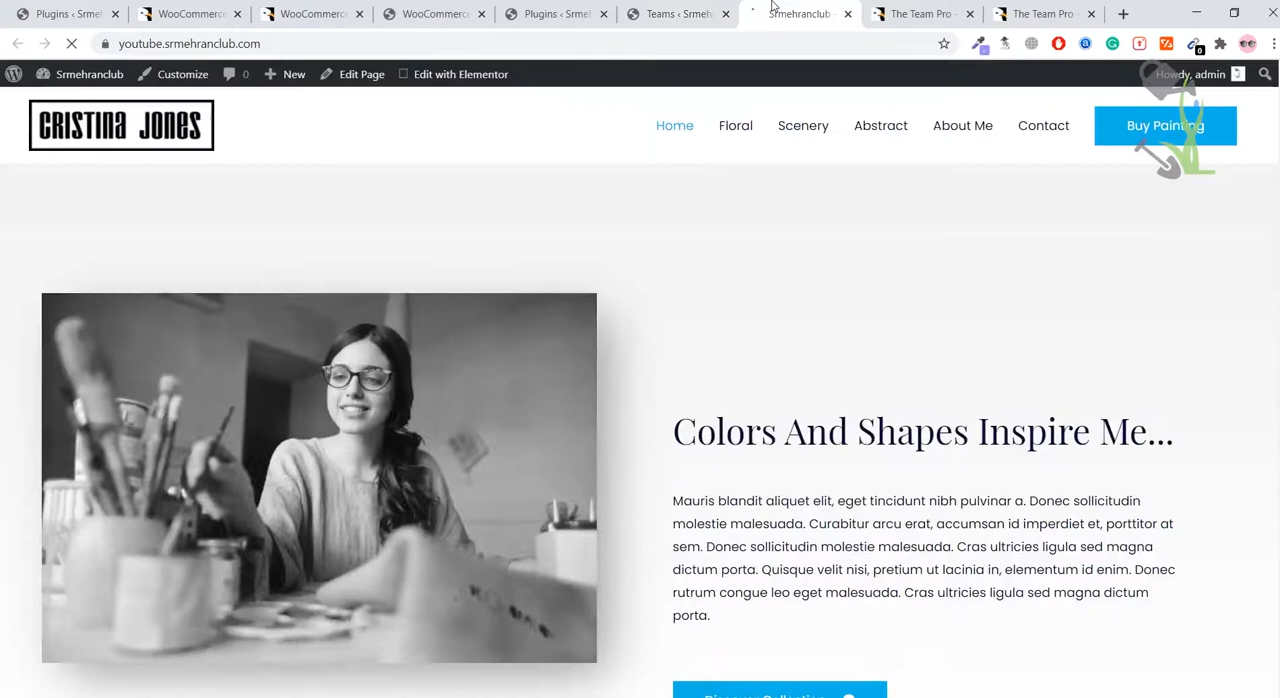 Plugins ‹ Srmeh
WooCommerce
WooCommerce
WooCommerce
Plugins ‹ Srmeh
Teams ‹ Srmeh
Srmehranclub
The Team Pro -
The Team Pro -
youtube.srmehranclub.com
0
Srmehranclub
Customize
0
New
Edit Page
Edit with Elementor
Howdy, admin
CRISTINA JONES
Home
Floral
Scenery
Abstract
About Me
Contact
Buy Painting
Colors And Shapes Inspire Me...
Mauris blandit aliquet elit, eget tincidunt nibh pulvinar a. Donec sollicitudin
molestie malesuada. Curabitur arcu erat, accumsan id imperdiet et, porttitor at
sem. Donec sollicitudin molestie malesuada. Cras ultricies ligula sed magna
dictum porta. Quisque velit nisi, pretium ut lacinia in, elementum id enim. Donec
rutrum congue leo eget malesuada. Cras ultricies ligula sed magna dictum
porta.
Discover Collection